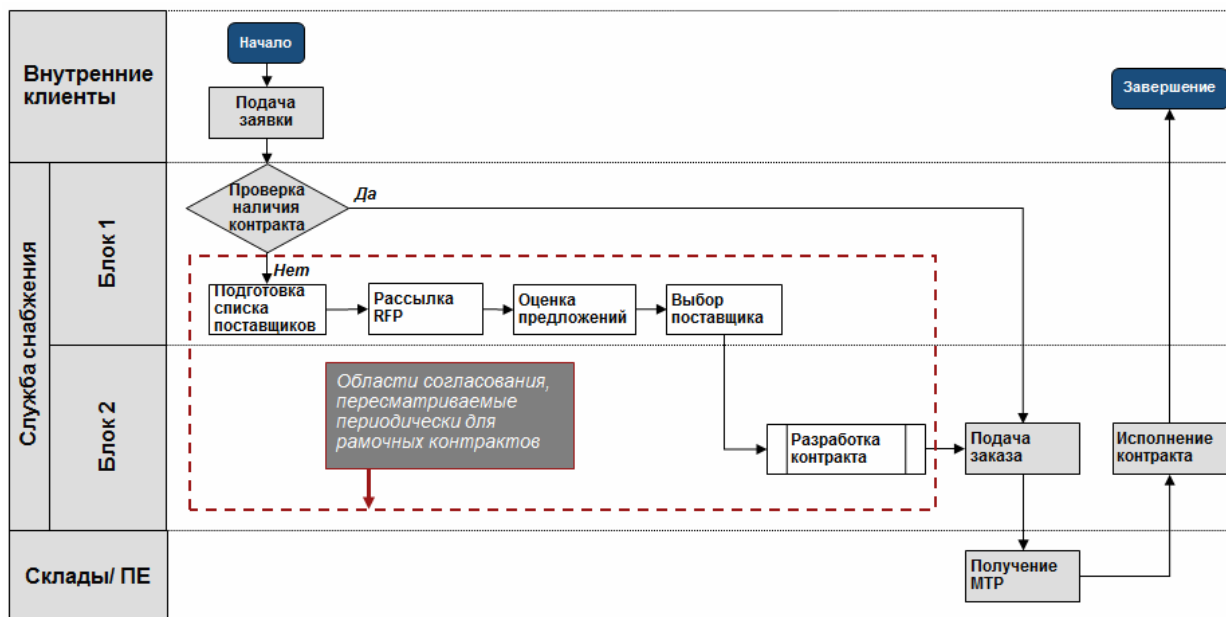 Внутренние
клиенты
Начало
Подача
заявки
Завершение
Служба снабжения
Блок 1
Проверка
наличия
контракта
Да
Нет
Подготовка
списка
поставщиков
Рассылка
RFP
Оценка
предложений
Выбор
поставщика
Блок 2
Области согласования,
пересматриваемые
периодически для
рамочных контрактов
Разработка
контракта
Подача
заказа
Исполнение
контракта
Склады/ ПЕ
Получение
МТР